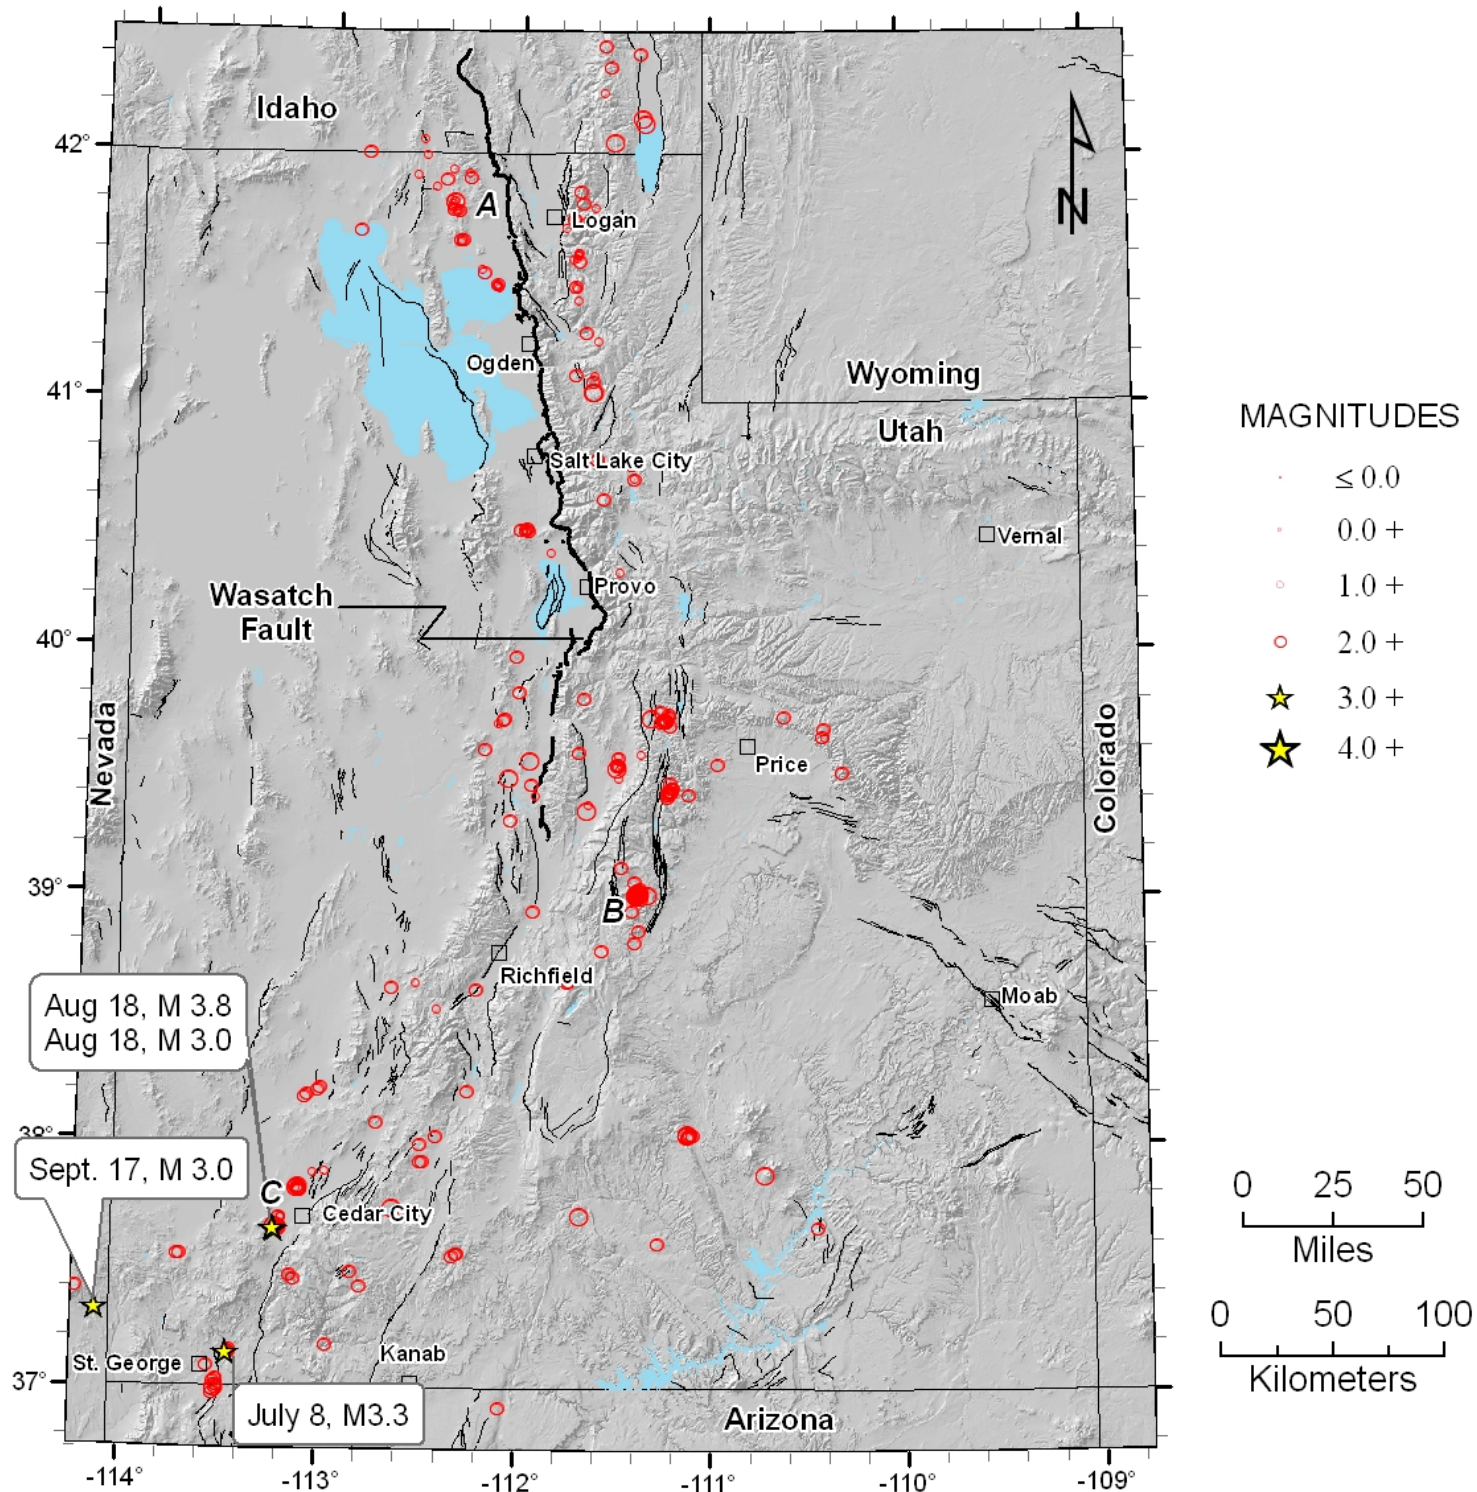 Idaho
42°
A
Logan
N
Ogden
Wyoming
41°
Utah
MAGNITUDES
Salt Lake City
≤ 0.0
0.0 +
Vernal
1.0 +
Wasatch
Fault
Provo
40°
2.0 +
3.0 +
Nevada
Colorado
4.0 +
Price
39°
B
Richfield
Moab
Aug 18, M 3.8
Aug 18, M 3.0
38°
Sept. 17, M 3.0
C
Cedar City
0 25 50
Miles
0 50 100
Kilometers
St. George
Kanab
37°
July 8, M3.3
Arizona
-114° -113° -112° -111° -110° -109°